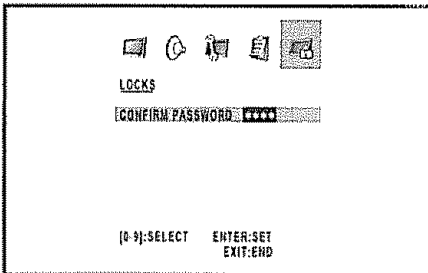 LOCKS
CONFIRM PASSWORD ****
[0-9]:SELECT ENTER:SET
EXIT:END